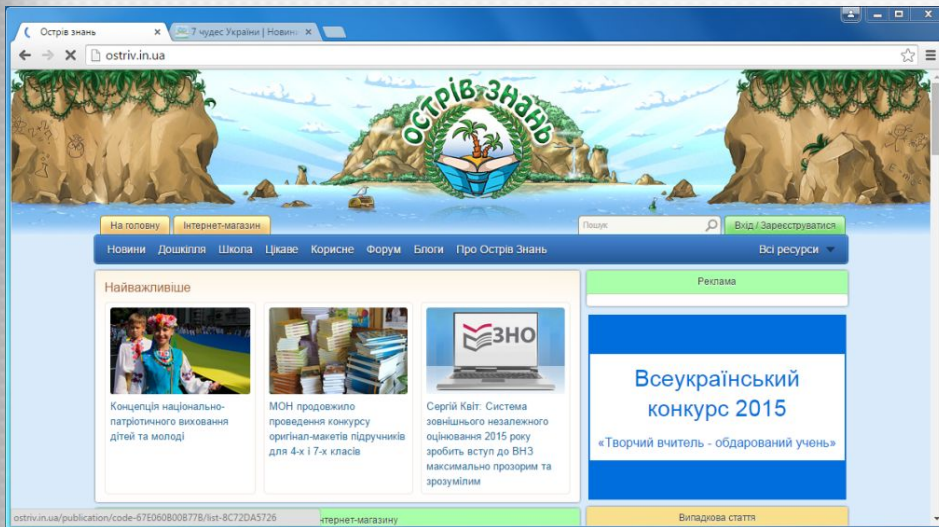 Острів знань
7 чудес України | Новини
ostriv.in.ua
ОСТРІВ ЗНАНЬ
На головну
Інтернет-магазин
Пошук
Вхід / Зареєструватися
Новини Дошкілля Школа Цікаве Корисне Форум Блоги Про Острів Знань
Всі ресурси
Найважливіше
Концепція національно-
патріотичного виховання
дітей та молоді
МОН продовжило
проведення конкурсу
оригінал-макетів підручників
для 4-х і 7-х класів
ЗНО
Сергій Квіт: Система
зовнішнього незалежного
оцінювання 2015 року
зробить вступ до ВНЗ
максимально прозорим та
зрозумілим
Реклама
Всеукраїнський
конкурс 2015
«Творчий вчитель - обдарований учень»
ostriv.in.ua/publication/code-67E060B00877B/list-8C72DA5726
тернет-магазину
Випадкова стаття